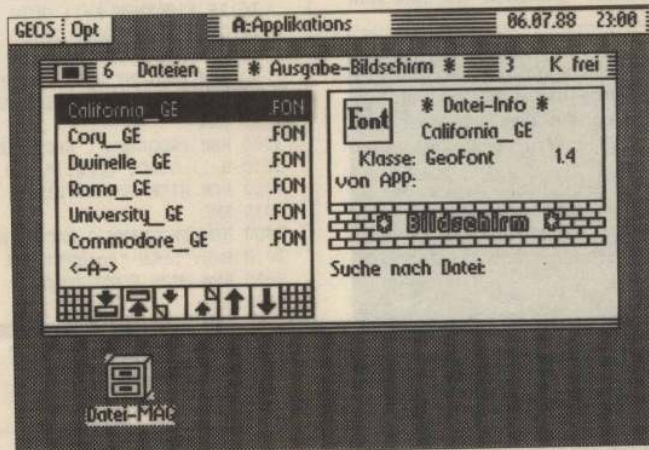 GEOS Opt A:Applikations 06.07.88 23:00
6 Dateien * Ausgabe-Bildschirm * 3 K frei
California_GE .FON
Cory_GE .FON
Dwinelle_GE .FON
Roma_GE .FON
University_GE .FON
Commodore_GE .FON
<-A->
Font
* Datei-Info *
California_GE
Klasse: GeoFont 1.4
von APP:
Bildschirm
Suche nach Datei:
Datei-MAG